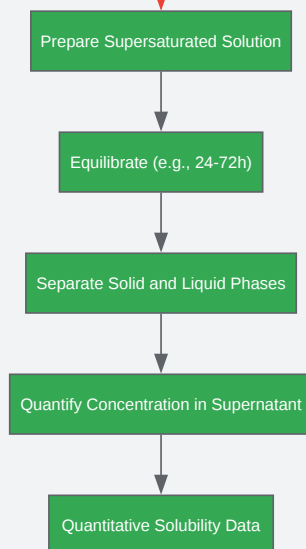 Prepare Supersaturated Solution
Equilibrate (e.g., 24-72h)
Separate Solid and Liquid Phases
Quantify Concentration in Supernatant
Quantitative Solubility Data